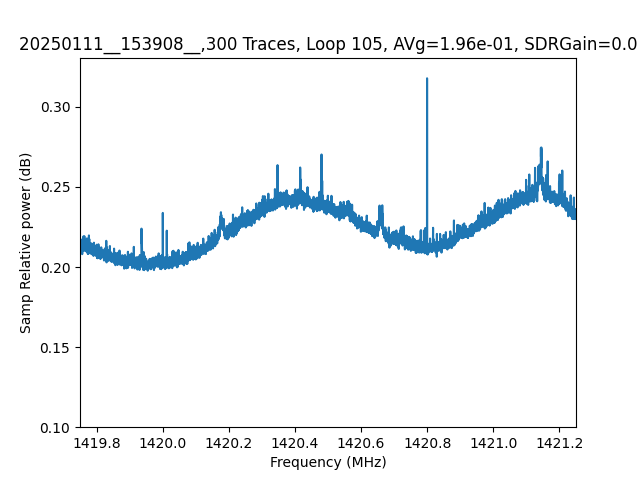 20250111__153908__,300 Traces, Loop 105, AVg=1.96e-01, SDRGain=0.0
Samp Relative power (dB)
0.30
0.25
0.20
0.15
0.10
1419.8 1420.0 1420.2 1420.4 1420.6 1420.8 1421.0 1421.2
Frequency (MHz)